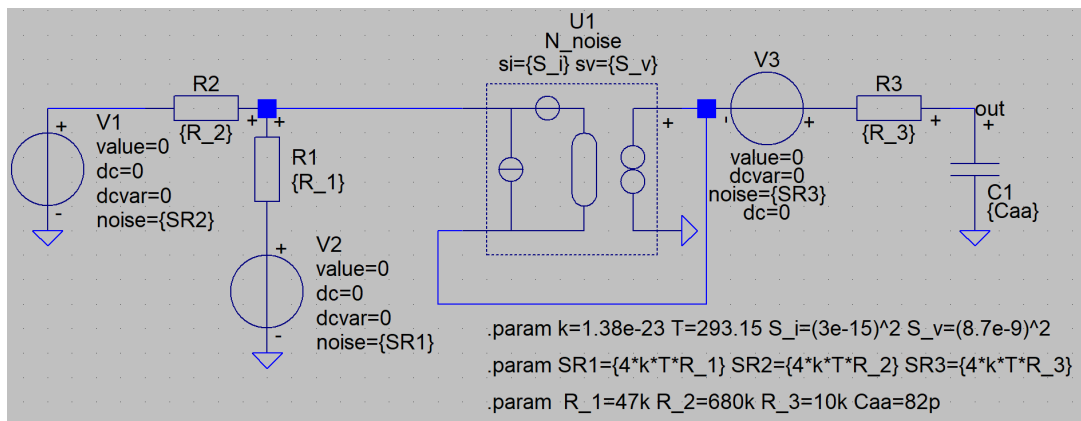 U1
N_noise
si={S_i} sv={S_v}
V3
R2
R3
out
+
+
+
+
-
+
+
+
V1
{R_2}
{R_3}
value=0
R1
value=0
dc=0
{R_1}
dcvar=0
C1
dcvar=0
noise={SR3}
{Caa}
noise={SR2}
dc=0
-
+
V2
value=0
dc=0
dcvar=0
.param k=1.38e-23 T=293.15 S_i=(3e-15)^2 S_v=(8.7e-9)^2
-
noise={SR1}
.param SR1={4*k*T*R_1} SR2={4*k*T*R_2} SR3={4*k*T*R_3}
.param R_1=47k R_2=680k R_3=10k Caa=82p